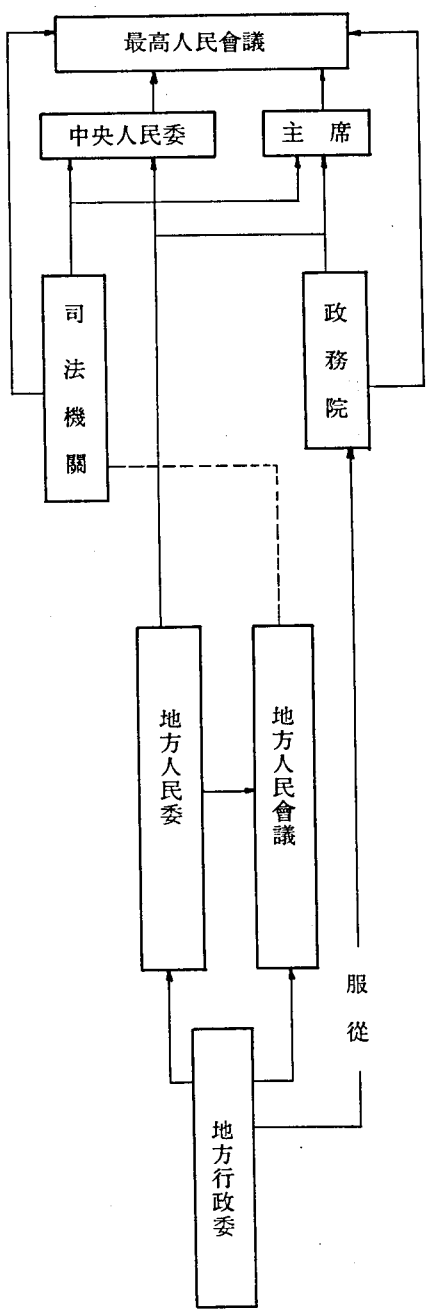 最高人民會議
中央人民委
主席
司法機關
政務院
地方人民委
地方人民會議
服從
地方行政委